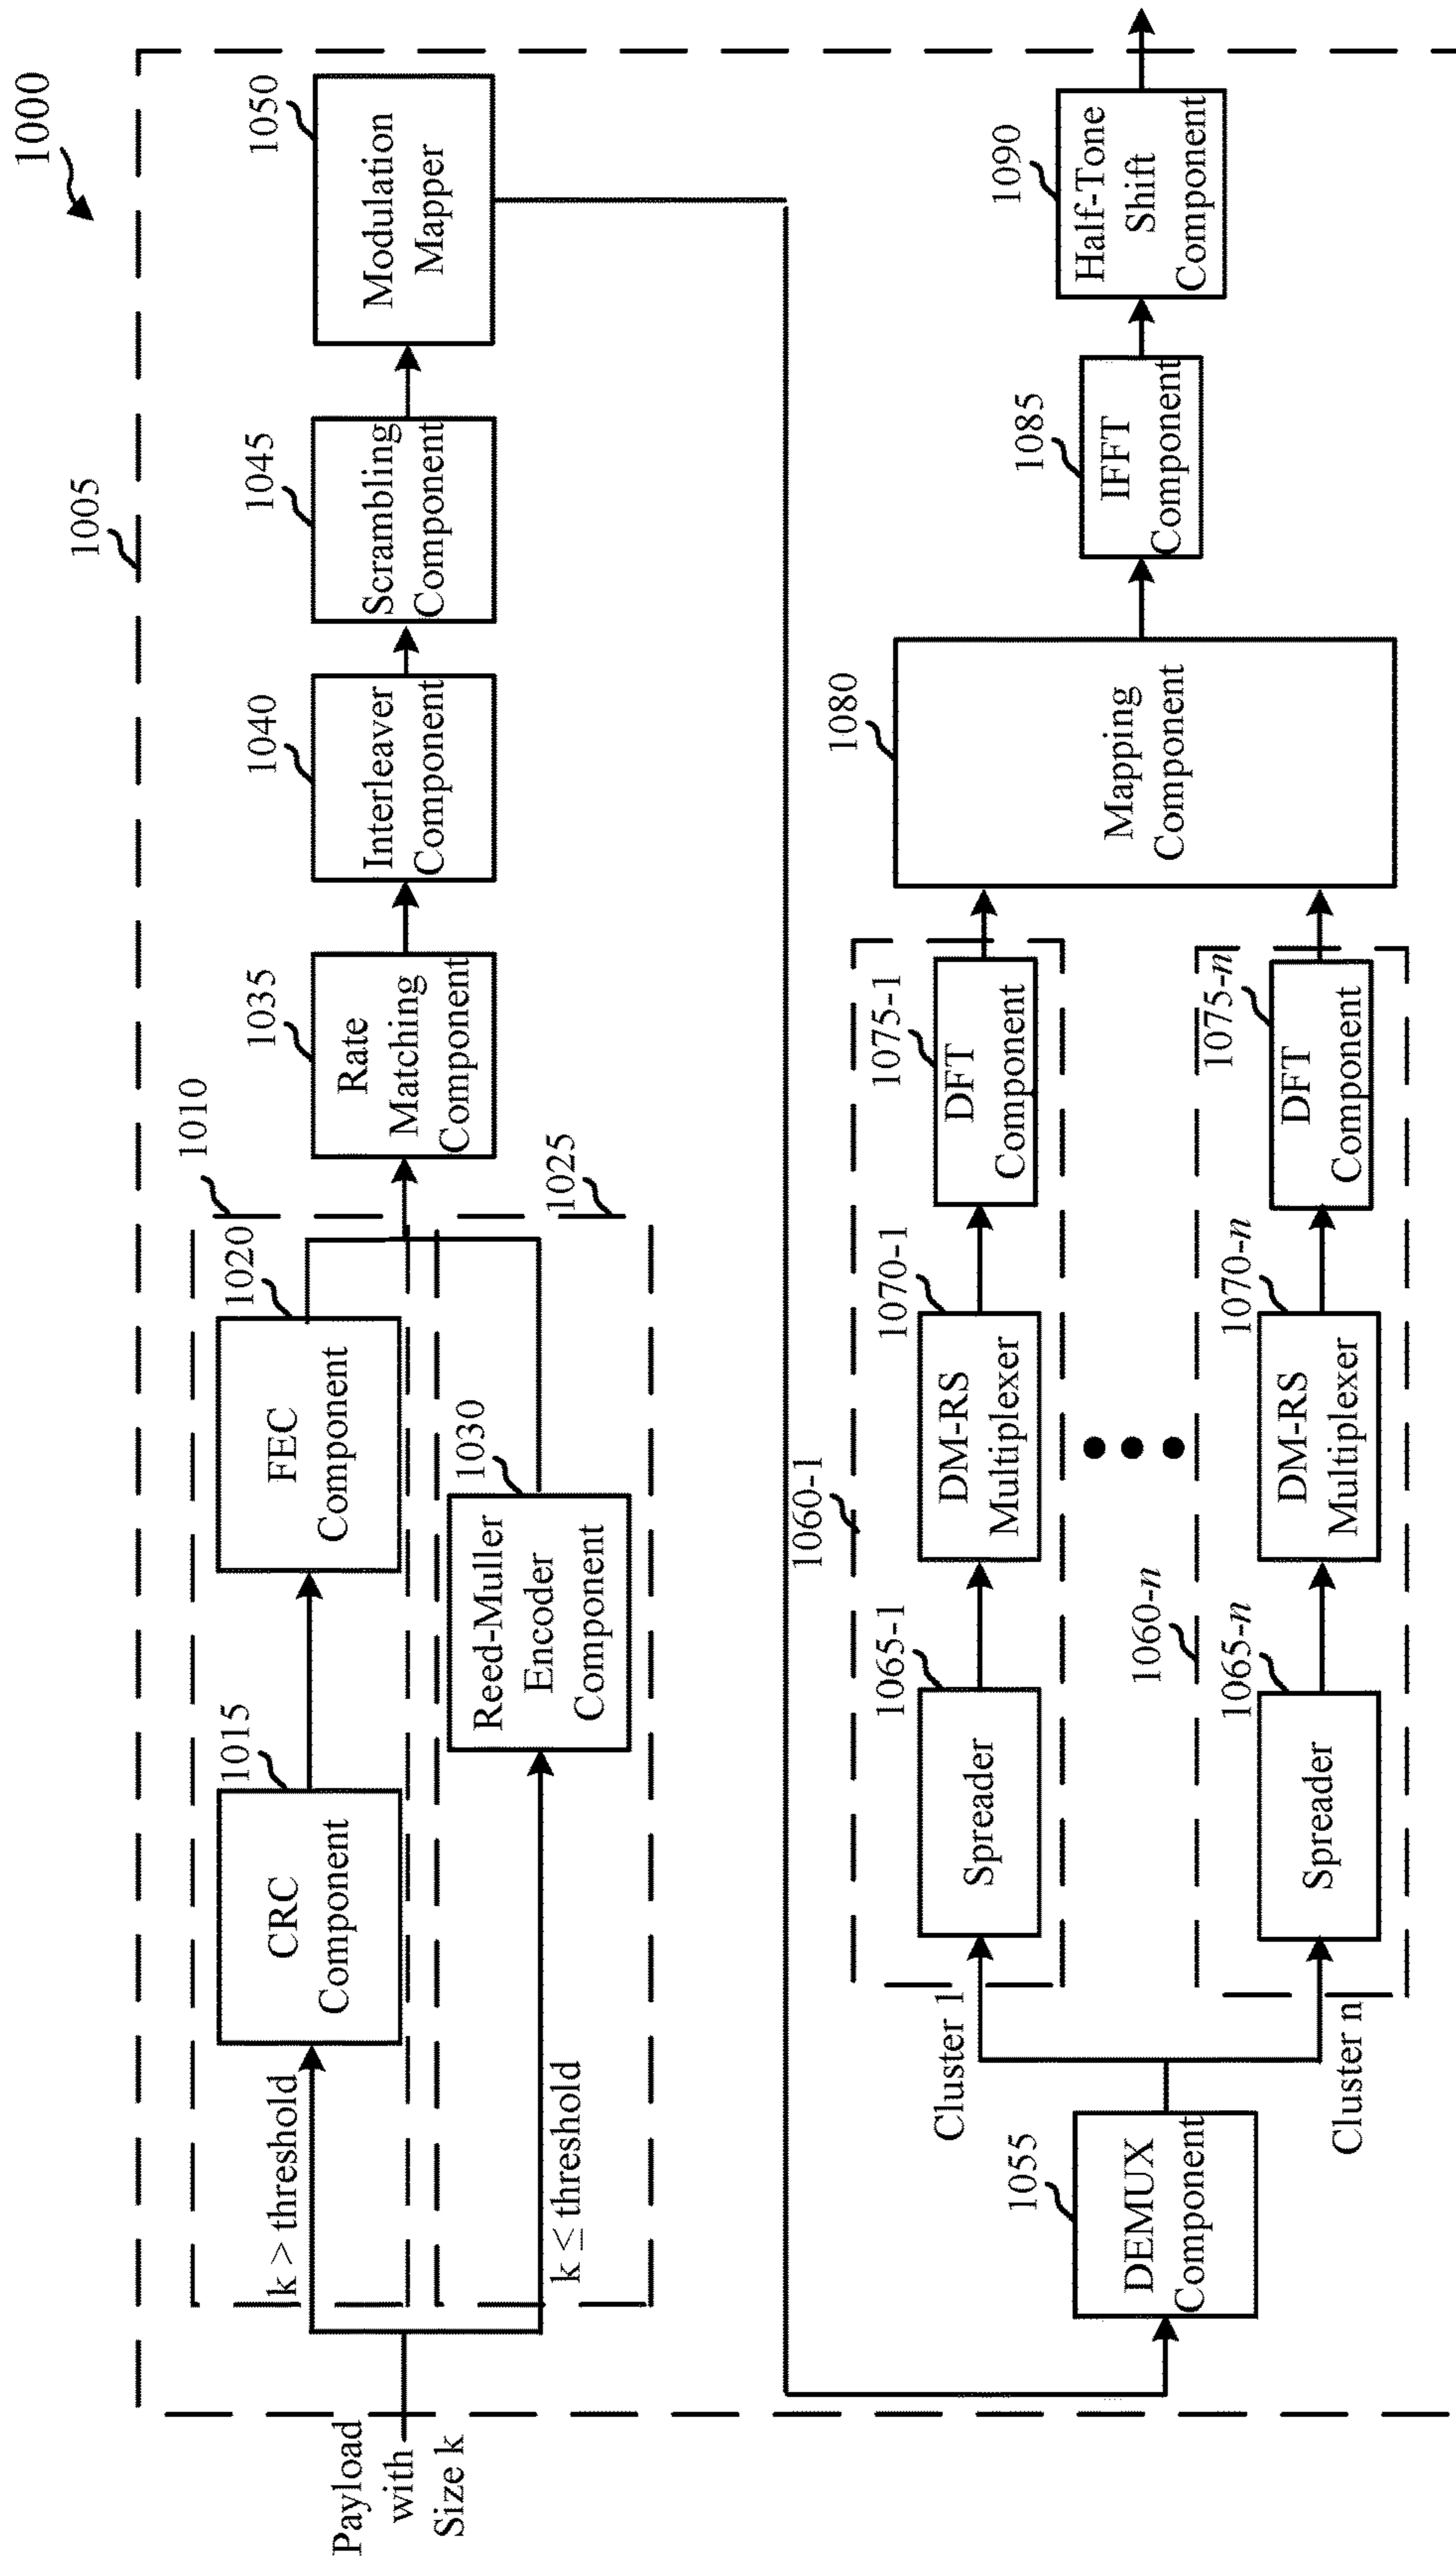 1000
1005
Payload
with
Size k
k > threshold
k ≤ threshold
1010
1015
CRC
Component
1020
FEC
Component
1025
1030
Reed-Muller
Encoder
Component
1035
Rate
Matching
Component
1040
Interleaver
Component
1045
Scrambling
Component
1050
Modulation
Mapper
1055
DEMUX
Component
Cluster 1
Cluster n
1060-1
1065-1
Spreader
1070-1
DM-RS
Multiplexer
1075-1
DFT
Component
1060-n
1065-n
Spreader
1070-n
DM-RS
Multiplexer
1075-n
DFT
Component
1080
Mapping
Component
1085
IFFT
Component
1090
Half-Tone
Shift
Component